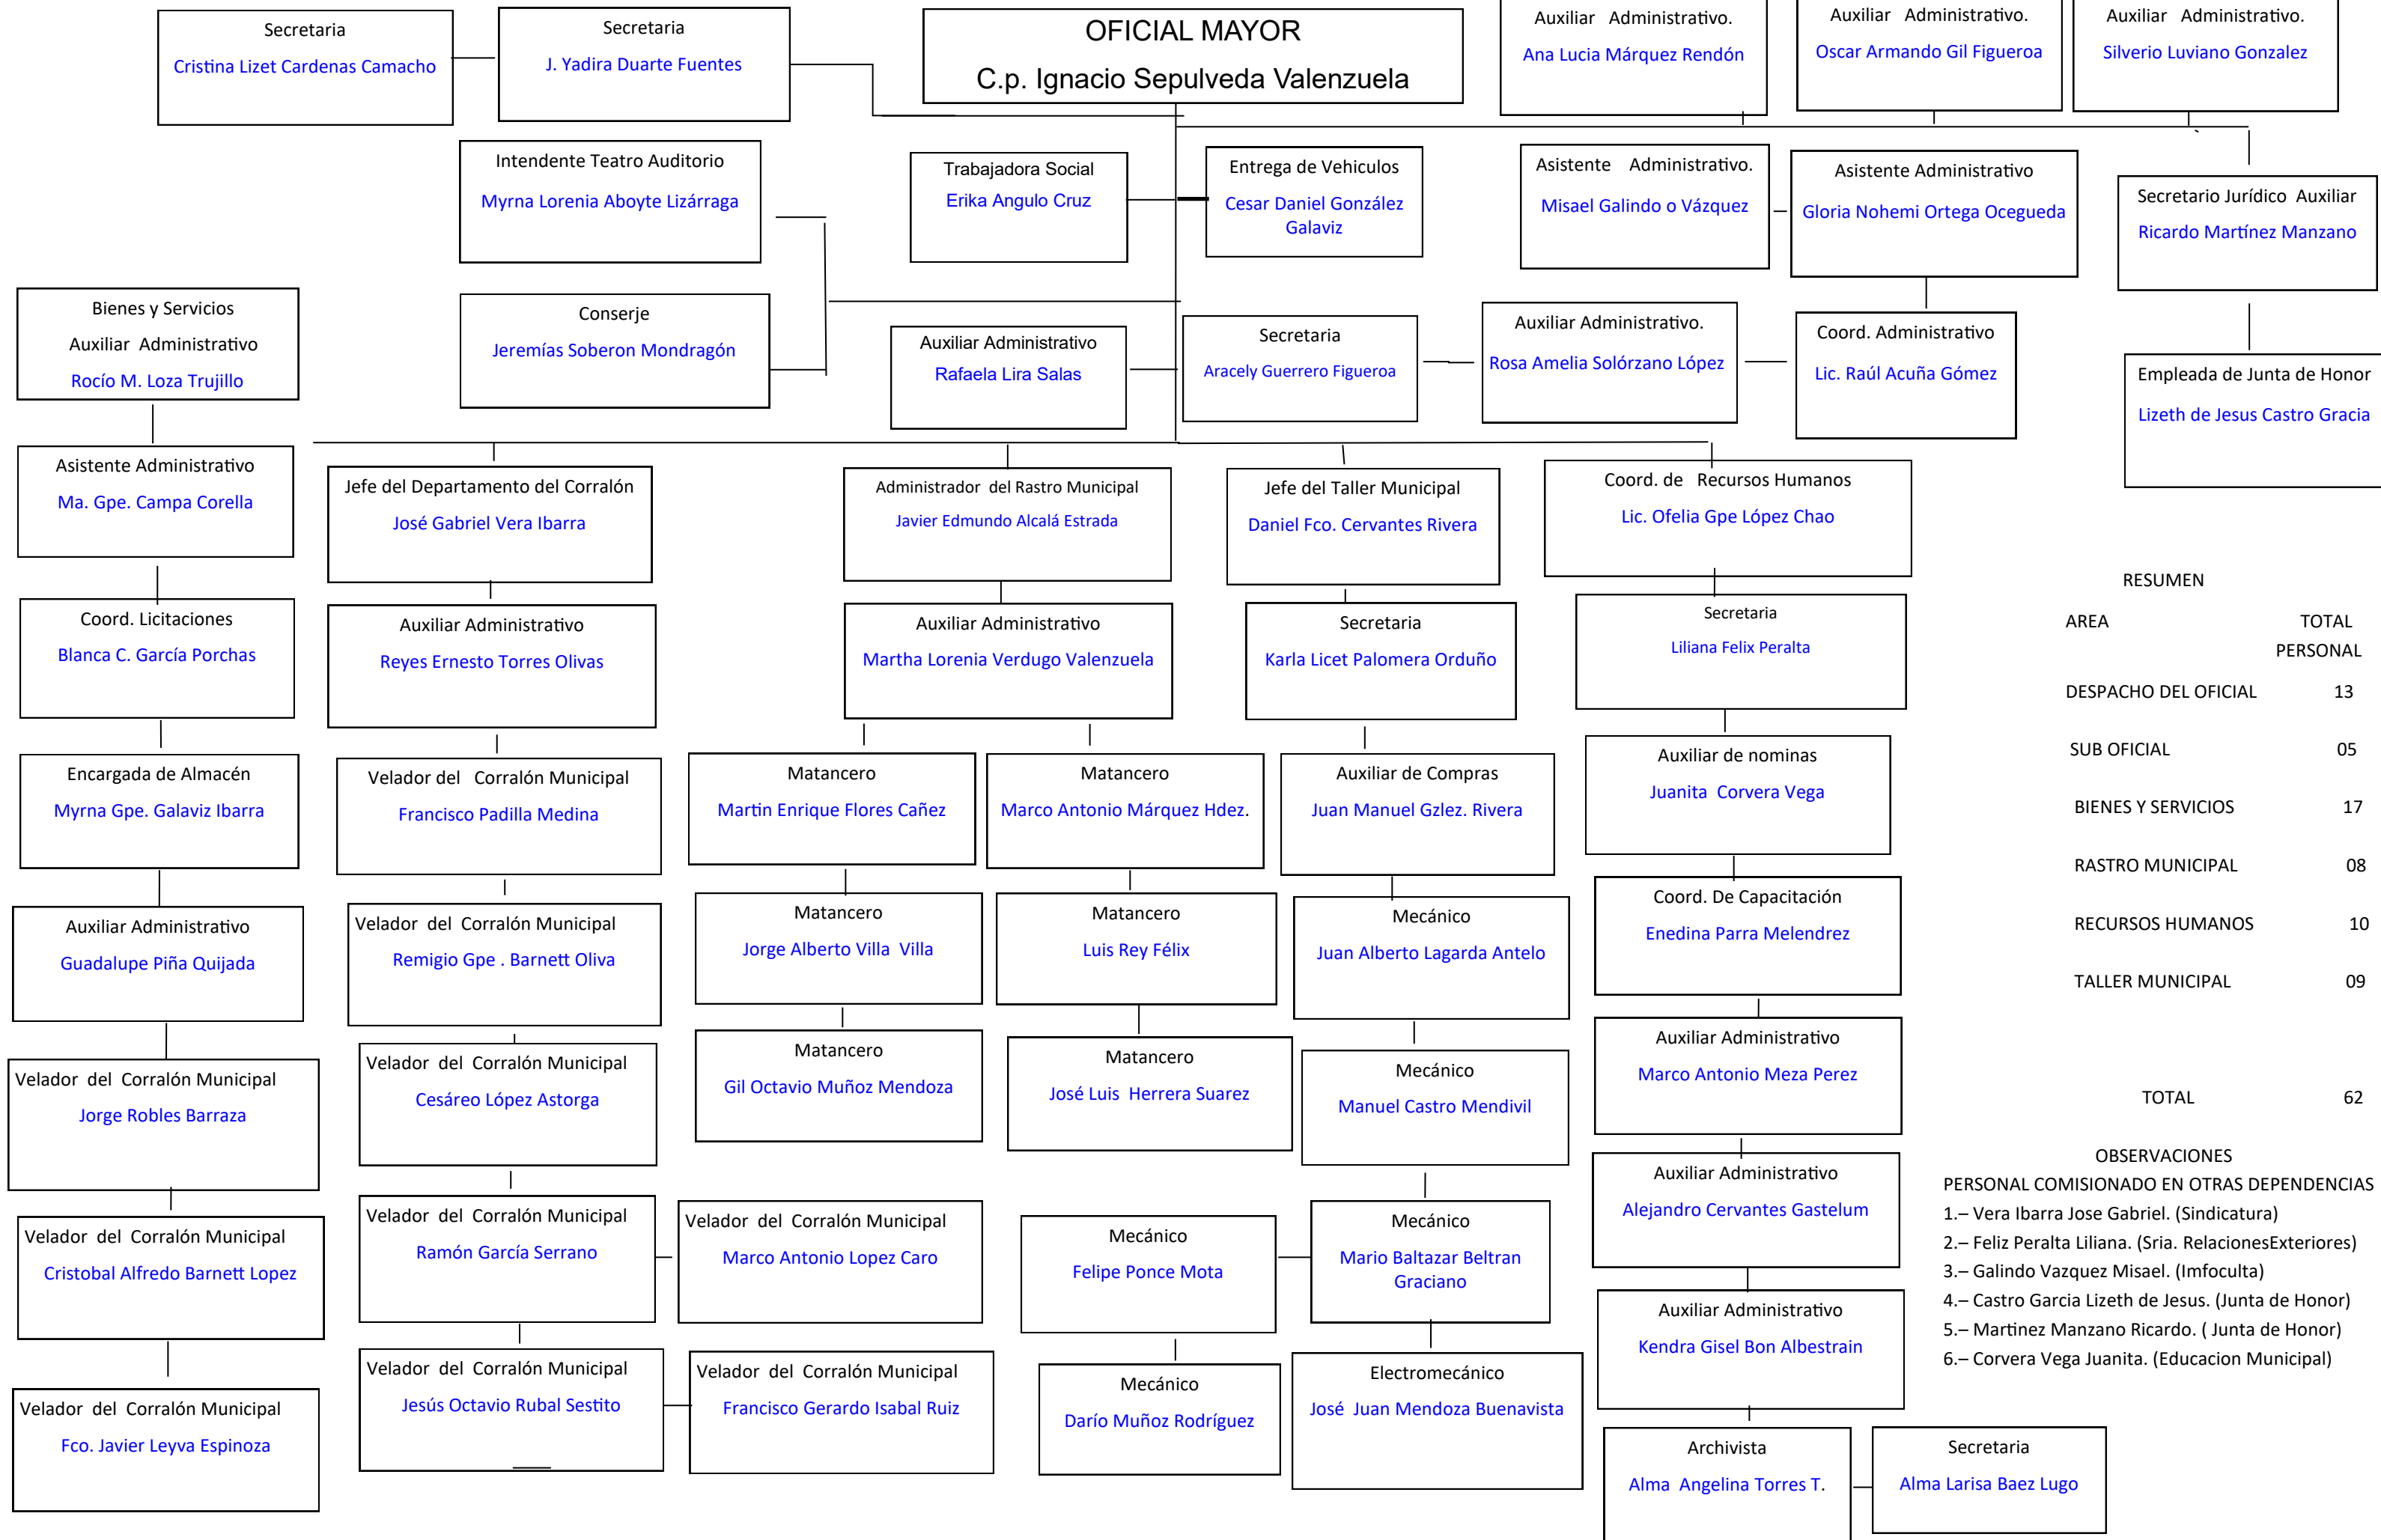 Secretaria
Cristina Lizet Cardenas Camacho
Secretaria
J. Yadira Duarte Fuentes
OFICIAL MAYOR
C.p. Ignacio Sepulveda Valenzuela
Auxiliar Administrativo.
Ana Lucia Márquez Rendón
Auxiliar Administrativo.
Oscar Armando Gil Figueroa
Auxiliar Administrativo.
Silverio Luviano Gonzalez
Intendente Teatro Auditorio
Myrna Lorenia Aboyte Lizárraga
Trabajadora Social
Erika Angulo Cruz
Entrega de Vehiculos
Cesar Daniel González
Galaviz
Asistente Administrativo.
Misael Galindo o Vázquez
Asistente Administrativo
Gloria Nohemi Ortega Ocegueda
Secretario Jurídico Auxiliar
Ricardo Martínez Manzano
Bienes y Servicios
Auxiliar Administrativo
Rocío M. Loza Trujillo
Conserje
Jeremías Soberon Mondragón
Auxiliar Administrativo
Rafaela Lira Salas
Secretaria
Aracely Guerrero Figueroa
Auxiliar Administrativo.
Rosa Amelia Solórzano López
Coord. Administrativo
Lic. Raúl Acuña Gómez
Empleada de Junta de Honor
Lizeth de Jesus Castro Gracia
Asistente Administrativo
Ma. Gpe. Campa Corella
Jefe del Departamento del Corralón
José Gabriel Vera Ibarra
Administrador del Rastro Municipal
Javier Edmundo Alcalá Estrada
Jefe del Taller Municipal
Daniel Fco. Cervantes Rivera
Coord. de Recursos Humanos
Lic. Ofelia Gpe López Chao
Coord. Licitaciones
Blanca C. García Porchas
Auxiliar Administrativo
Reyes Ernesto Torres Olivas
Auxiliar Administrativo
Martha Lorenia Verdugo Valenzuela
Secretaria
Karla Licet Palomera Orduño
Secretaria
Liliana Felix Peralta
Encargada de Almacén
Myrna Gpe. Galaviz Ibarra
Velador del Corralón Municipal
Francisco Padilla Medina
Matancero
Martin Enrique Flores Cañez
Matancero
Marco Antonio Márquez Hdez.
Auxiliar de Compras
Juan Manuel Gzlez. Rivera
Auxiliar de nominas
Juanita Corvera Vega
Auxiliar Administrativo
Guadalupe Piña Quijada
Velador del Corralón Municipal
Remigio Gpe . Barnett Oliva
Matancero
Jorge Alberto Villa Villa
Matancero
Luis Rey Félix
Mecánico
Juan Alberto Lagarda Antelo
Coord. De Capacitación
Enedina Parra Melendrez
Velador del Corralón Municipal
Jorge Robles Barraza
Velador del Corralón Municipal
Cesáreo López Astorga
Matancero
Gil Octavio Muñoz Mendoza
Matancero
José Luis Herrera Suarez
Mecánico
Manuel Castro Mendivil
Auxiliar Administrativo
Marco Antonio Meza Perez
Velador del Corralón Municipal
Cristobal Alfredo Barnett Lopez
Velador del Corralón Municipal
Ramón García Serrano
Velador del Corralón Municipal
Marco Antonio Lopez Caro
Mecánico
Felipe Ponce Mota
Mecánico
Mario Baltazar Beltran
Graciano
Auxiliar Administrativo
Alejandro Cervantes Gastelum
Velador del Corralón Municipal
Fco. Javier Leyva Espinoza
Velador del Corralón Municipal
Jesús Octavio Rubal Sestito
Velador del Corralón Municipal
Francisco Gerardo Isabal Ruiz
Mecánico
Darío Muñoz Rodríguez
Electromecánico
José Juan Mendoza Buenavista
Auxiliar Administrativo
Kendra Gisel Bon Albestrain
Archivista
Alma Angelina Torres T.
Secretaria
Alma Larisa Baez Lugo
RESUMEN
AREA TOTAL
PERSONAL
DESPACHO DEL OFICIAL 13
SUB OFICIAL 05
BIENES Y SERVICIOS 17
RASTRO MUNICIPAL 08
RECURSOS HUMANOS 10
TALLER MUNICIPAL 09
TOTAL 62
OBSERVACIONES
PERSONAL COMISIONADO EN OTRAS DEPENDENCIAS
1.– Vera Ibarra Jose Gabriel. (Sindicatura)
2.– Feliz Peralta Liliana. (Sria. RelacionesExteriores)
3.– Galindo Vazquez Misael. (Imfoculta)
4.– Castro Garcia Lizeth de Jesus. (Junta de Honor)
5.– Martinez Manzano Ricardo. ( Junta de Honor)
6.– Corvera Vega Juanita. (Educacion Municipal)